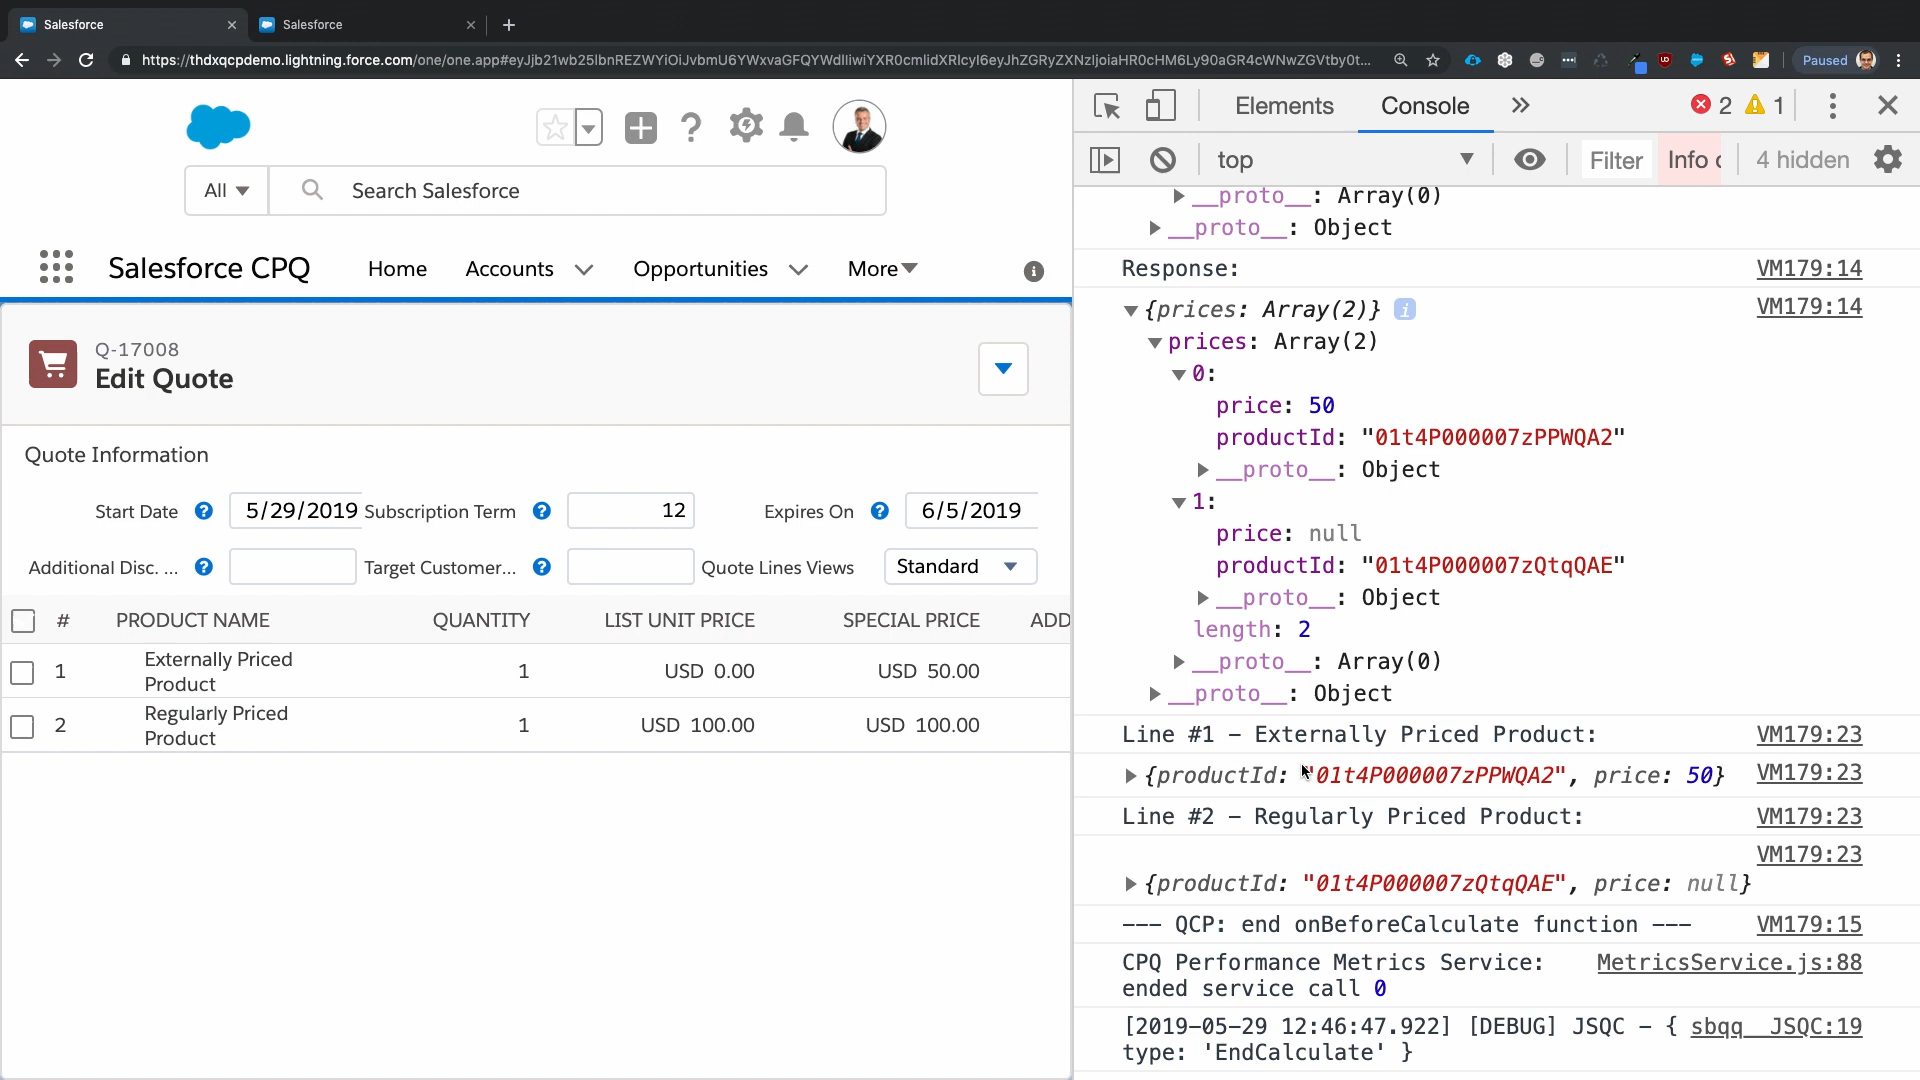 Salesforce
Salesforce
https://thdxqcpdemo.lightning.force.com/one/one.app#eyJjb21wb25lbnREZWYiOiJvbmU6YWxvaGFQYWdlIiwiYXR0cmlidXRlcyI6eyJhZGRyZXNzIjoiaHR0cHM6Ly90aGR4cWNwZGVtby0t...
Paused
All
Search Salesforce
Salesforce CPQ
Home
Accounts
Opportunities
More
Q-17008
Edit Quote
Quote Information
Start Date
5/29/2019
Subscription Term
12
Expires On
6/5/2019
Additional Disc. ...
Target Customer...
Quote Lines Views
Standard
# PRODUCT NAME QUANTITY LIST UNIT PRICE SPECIAL PRICE ADD
1 Externally Priced Product 1 USD 0.00 USD 50.00
2 Regularly Priced Product 1 USD 100.00 USD 100.00
Elements
Console
2
1
top
Filter
Info
4 hidden
__proto__: Array(0)
__proto__: Object
Response: VM179:14
{prices: Array(2)} i VM179:14
prices: Array(2)
0:
price: 50
productId: "01t4P000007zPPWQA2"
__proto__: Object
1:
price: null
productId: "01t4P000007zQtqQAE"
__proto__: Object
length: 2
__proto__: Array(0)
__proto__: Object
Line #1 – Externally Priced Product: VM179:23
{productId: "01t4P000007zPPWQA2", price: 50} VM179:23
Line #2 – Regularly Priced Product: VM179:23
VM179:23
{productId: "01t4P000007zQtqQAE", price: null}
--- QCP: end onBeforeCalculate function --- VM179:15
CPQ Performance Metrics Service: MetricsService.js:88
ended service call 0
[2019-05-29 12:46:47.922] [DEBUG] JSQC – { sbqq__JSQC:19
type: 'EndCalculate' }